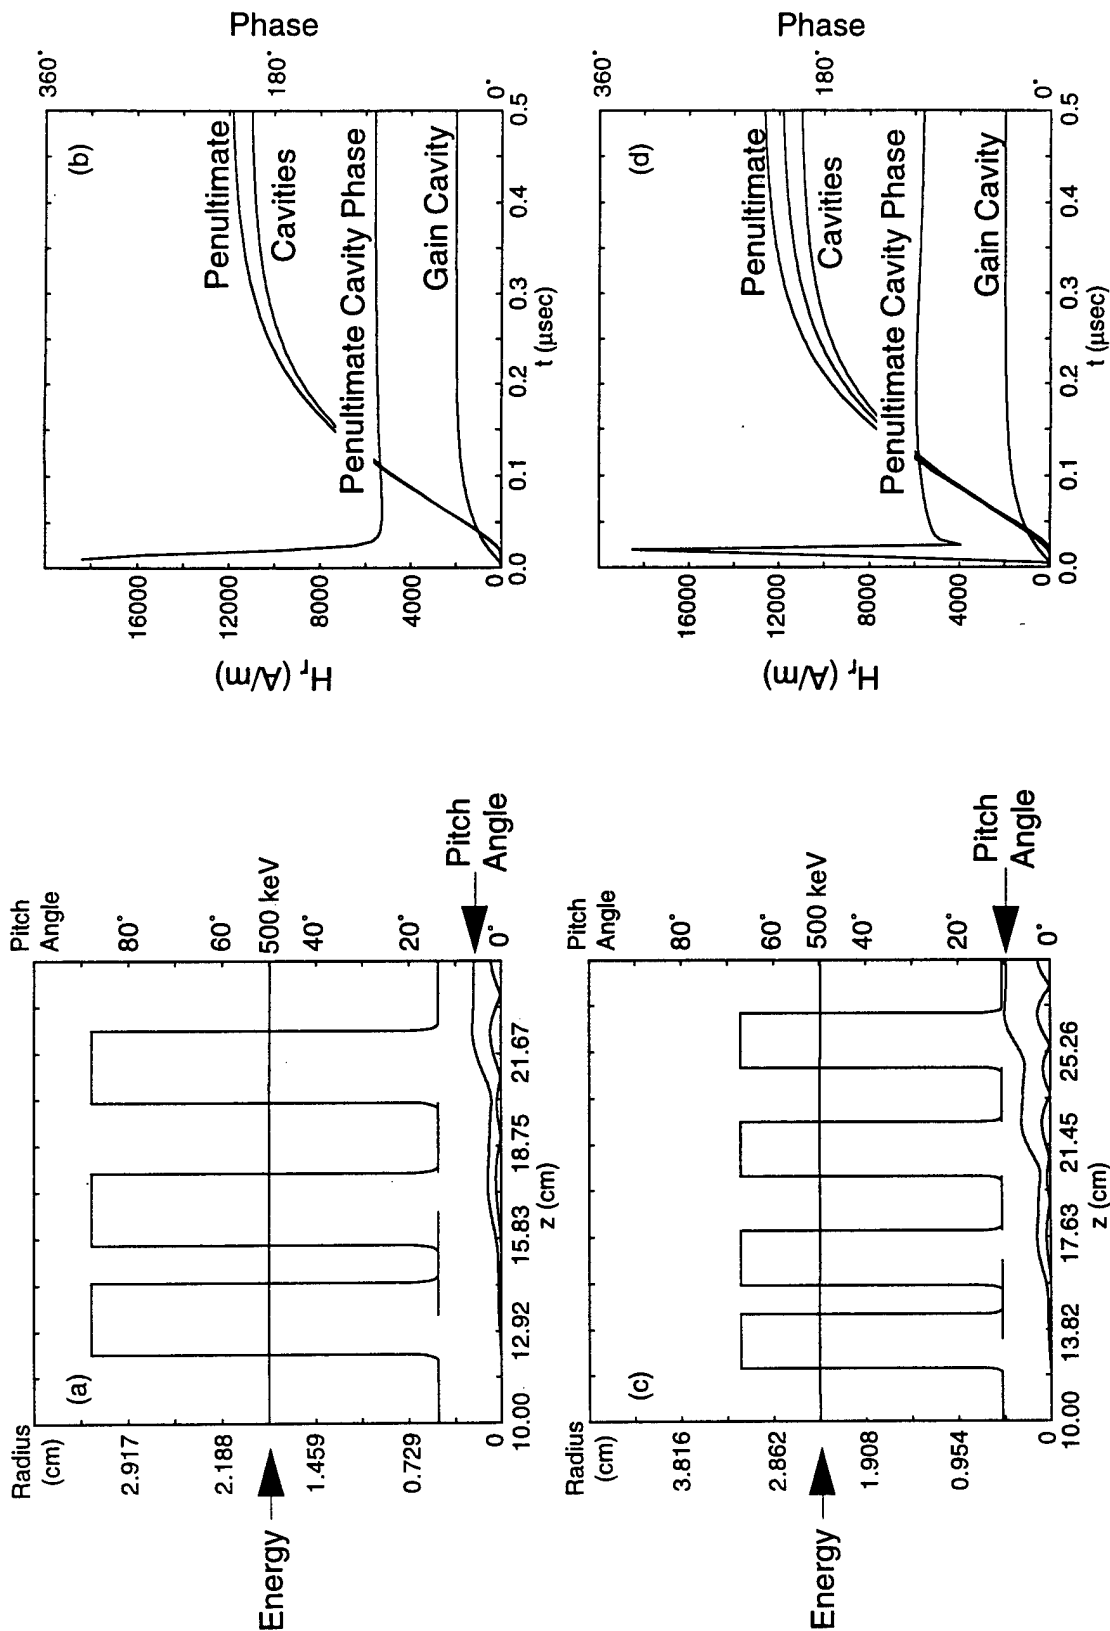 Radius
(cm)
2.917
2.188
1.459
0.729
0
Energy
(a)
Pitch
Angle
80°
60°
500 keV
40°
20°
0°
Pitch
Angle
10.00 12.92 15.83 18.75 21.67
z (cm)
H_r (A/m)
16000
12000
8000
4000
0
(b)
Penultimate
Cavities
Penultimate Cavity Phase
Gain Cavity
Phase
360°
180°
0°
0.0 0.1 0.2 0.3 0.4 0.5
t (μsec)
Radius
(cm)
3.816
2.862
1.908
0.954
0
Energy
(c)
Pitch
Angle
80°
60°
500 keV
40°
20°
0°
Pitch
Angle
10.00 13.82 17.63 21.45 25.26
z (cm)
H_r (A/m)
16000
12000
8000
4000
0
(d)
Penultimate
Cavities
Penultimate Cavity Phase
Gain Cavity
Phase
360°
180°
0°
0.0 0.1 0.2 0.3 0.4 0.5
t (μsec)